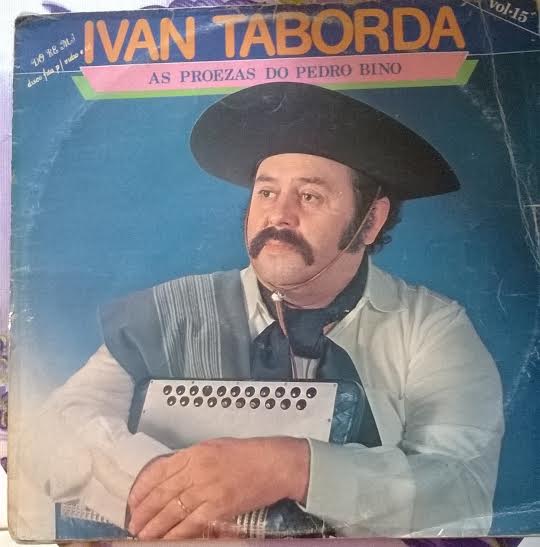 IVAN TABORDA
vol-15
AS PROEZAS DO PEDRO BINO